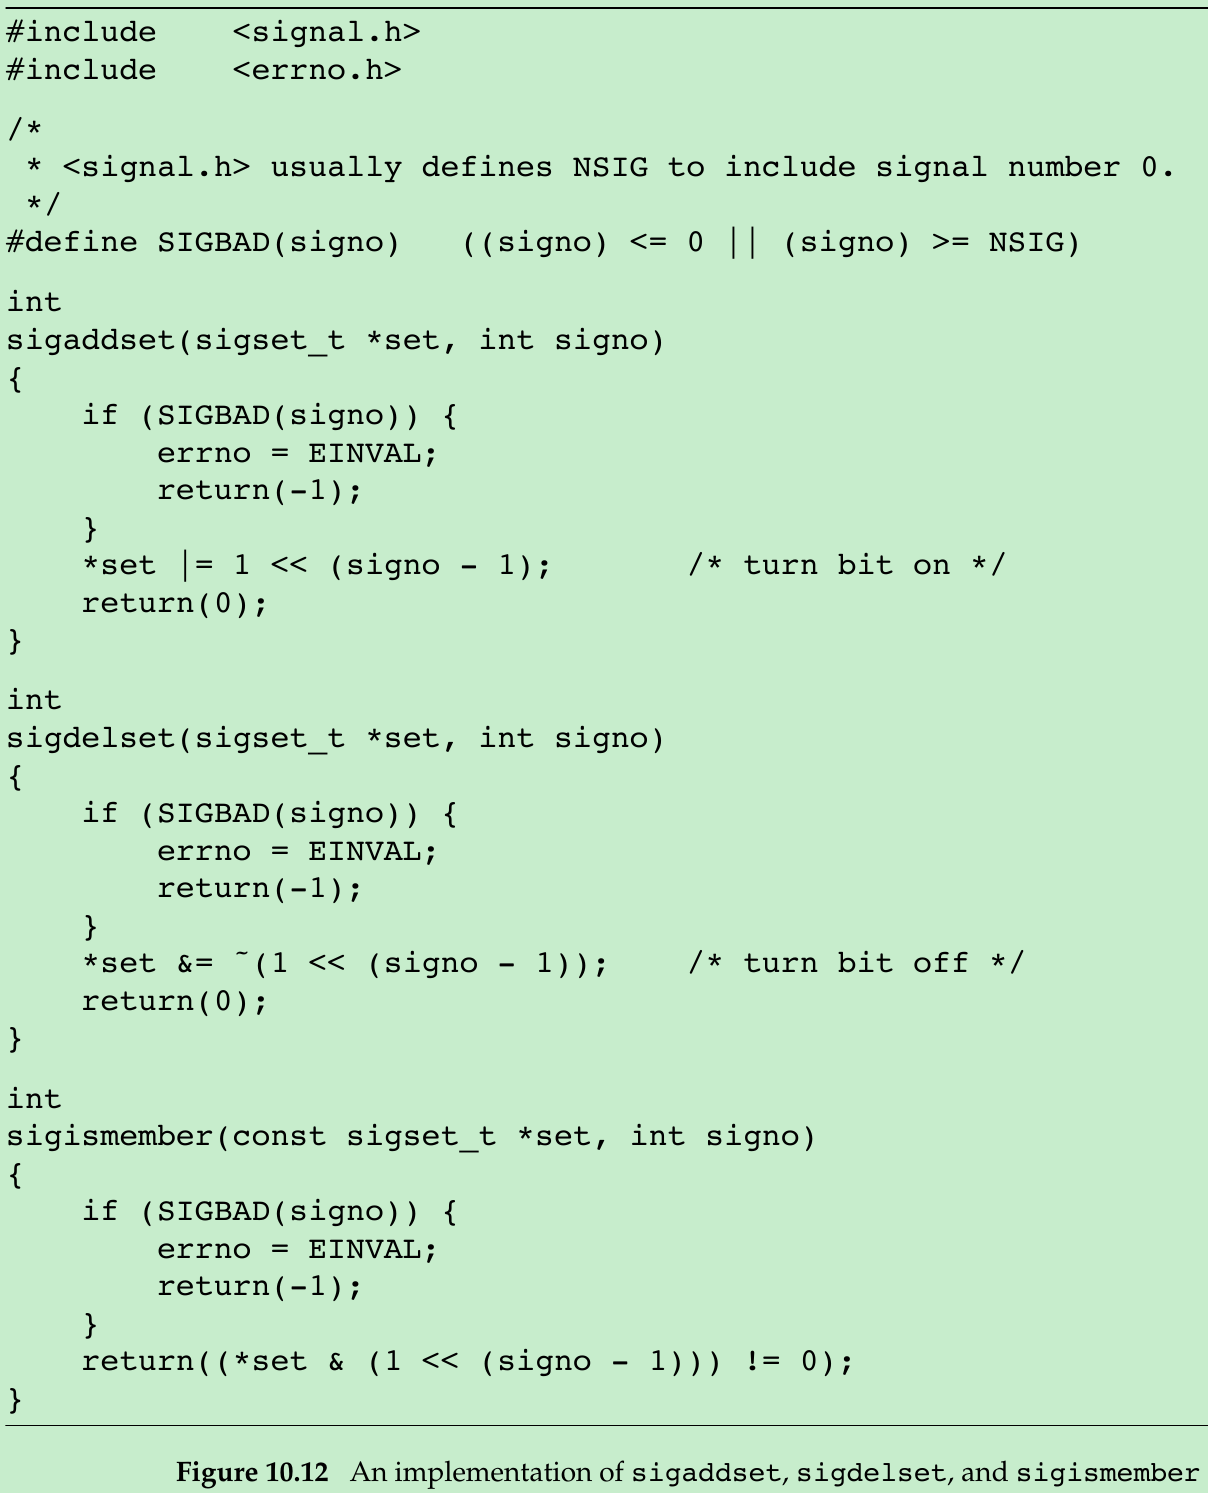 #include    <signal.h>
#include    <errno.h>
/*
 * <signal.h> usually defines NSIG to include signal number 0.
 */
#define SIGBAD(signo)   ((signo) <= 0 || (signo) >= NSIG)
int
sigaddset(sigset_t *set, int signo)
{
    if (SIGBAD(signo)) {
        errno = EINVAL;
        return(-1);
    }
    *set |= 1 << (signo - 1);       /* turn bit on */
    return(0);
}
int
sigdelset(sigset_t *set, int signo)
{
    if (SIGBAD(signo)) {
        errno = EINVAL;
        return(-1);
    }
    *set &= ~(1 << (signo - 1));    /* turn bit off */
    return(0);
}
int
sigismember(const sigset_t *set, int signo)
{
    if (SIGBAD(signo)) {
        errno = EINVAL;
        return(-1);
    }
    return((*set & (1 << (signo - 1))) != 0);
}
Figure 10.12 An implementation of sigaddset, sigdelset, and sigismember